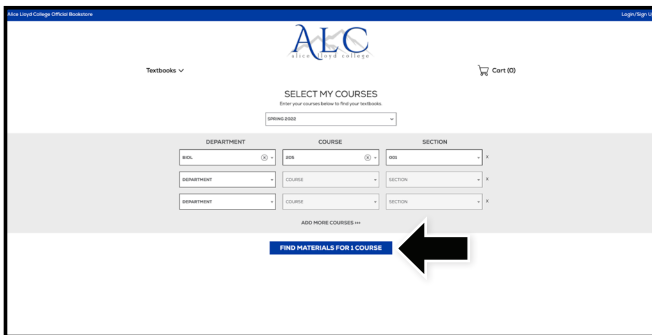 Alice Lloyd College Official Bookstore
Login/Sign U
ALC
alice lloyd college
Textbooks
Cart (0)
SELECT MY COURSES
Enter your courses below to find your textbooks.
SPRING 2022
DEPARTMENT COURSE SECTION
BIOL 206 001 X
DEPARTMENT COURSE SECTION X
DEPARTMENT COURSE SECTION X
ADD MORE COURSES >>>
FIND MATERIALS FOR 1 COURSE